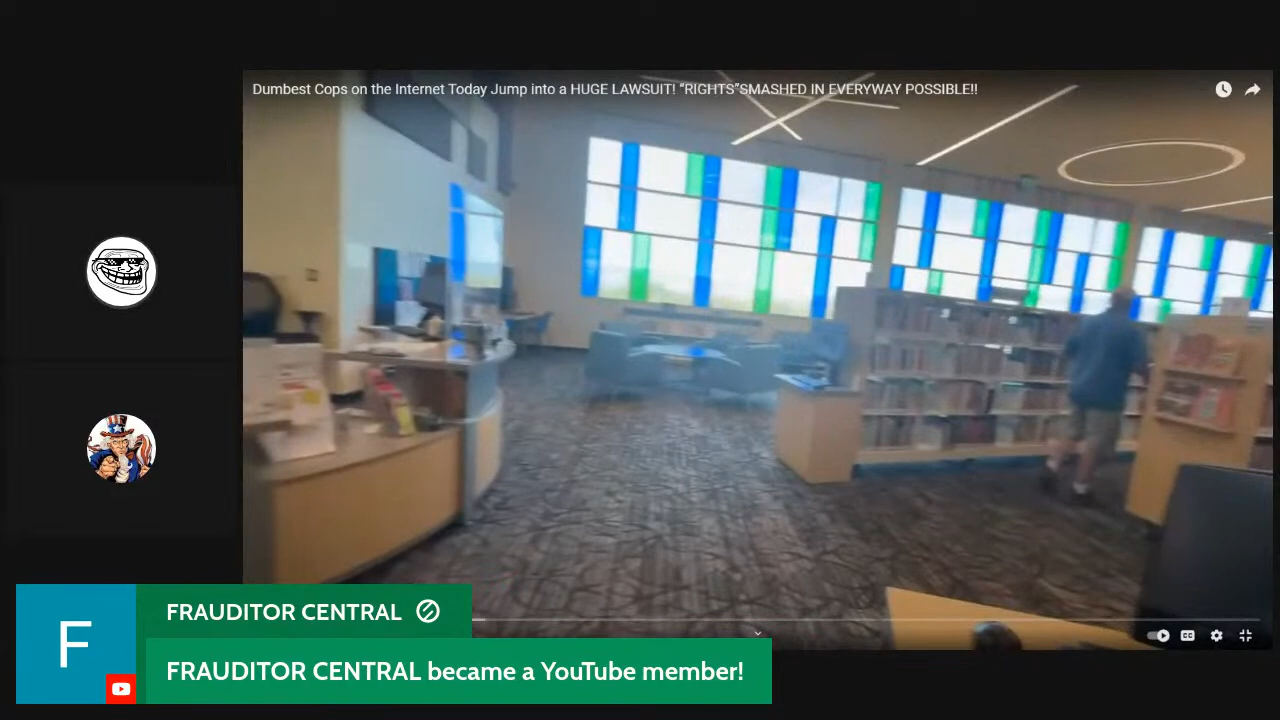 Dumbest Cops on the Internet Today Jump into a HUGE LAWSUIT! “RIGHTS”SMASHED IN EVERYWAY POSSIBLE!!
CC
F
FRAUDITOR CENTRAL
FRAUDITOR CENTRAL became a YouTube member!